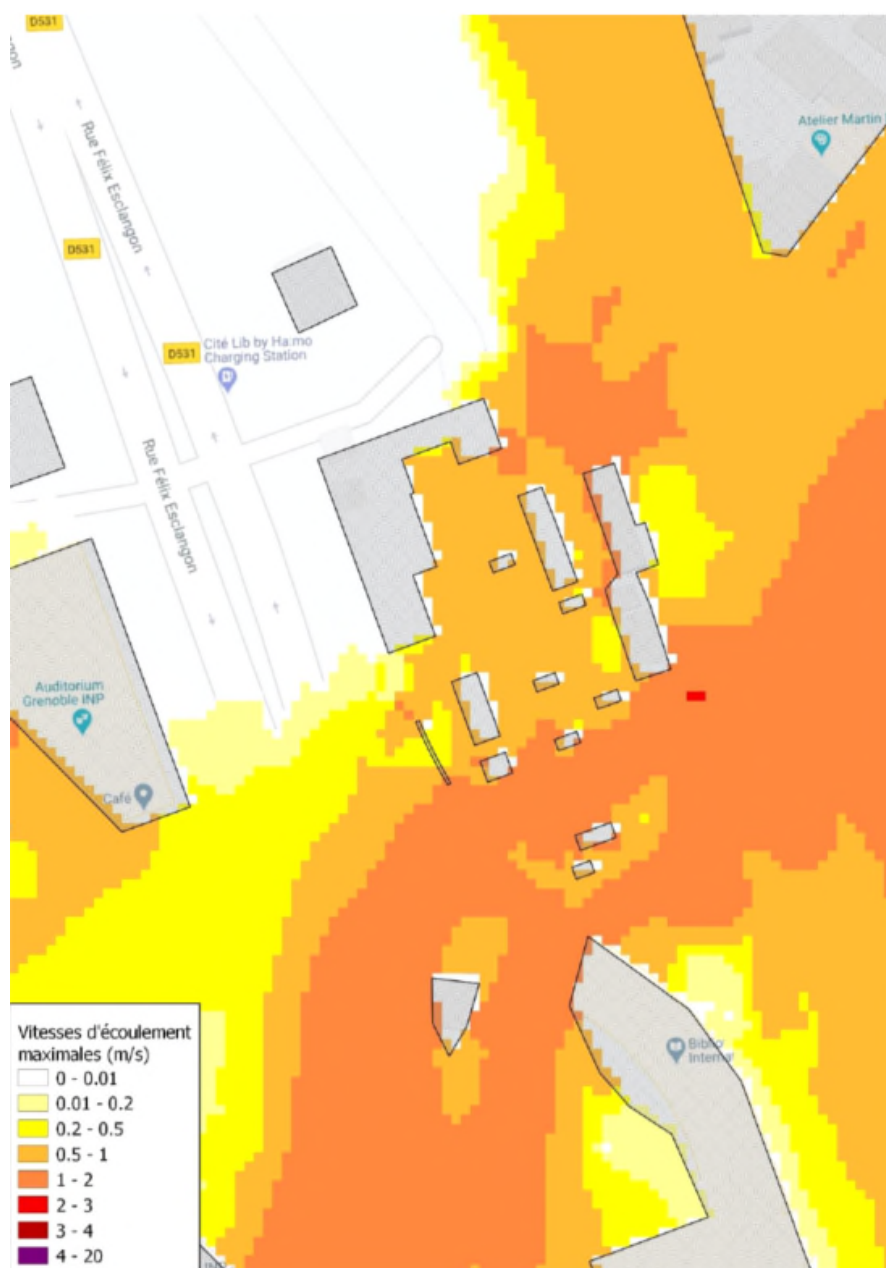 D531
Rue Félix Esclangon
Atelier Martin
D531
D531
Cité Lib by Ha:mo
Charging Station
Rue Félix Esclangon
Auditorium
Grenoble INP
Café
Vitesses d'écoulement
maximales (m/s)
0 - 0.01
0.01 - 0.2
0.2 - 0.5
0.5 - 1
1 - 2
2 - 3
3 - 4
4 - 20